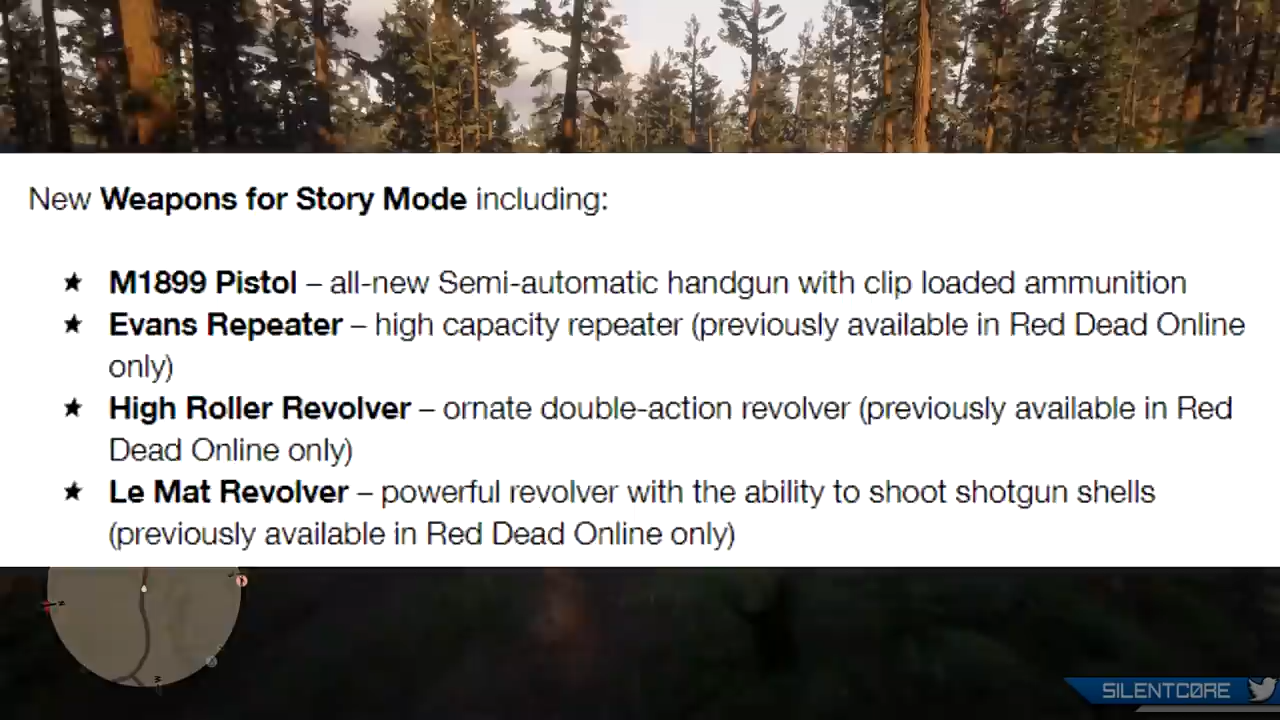 New Weapons for Story Mode including:
★ M1899 Pistol – all-new Semi-automatic handgun with clip loaded ammunition
★ Evans Repeater – high capacity repeater (previously available in Red Dead Online
only)
★ High Roller Revolver – ornate double-action revolver (previously available in Red
Dead Online only)
★ Le Mat Revolver – powerful revolver with the ability to shoot shotgun shells
(previously available in Red Dead Online only)
SILENTCØRE